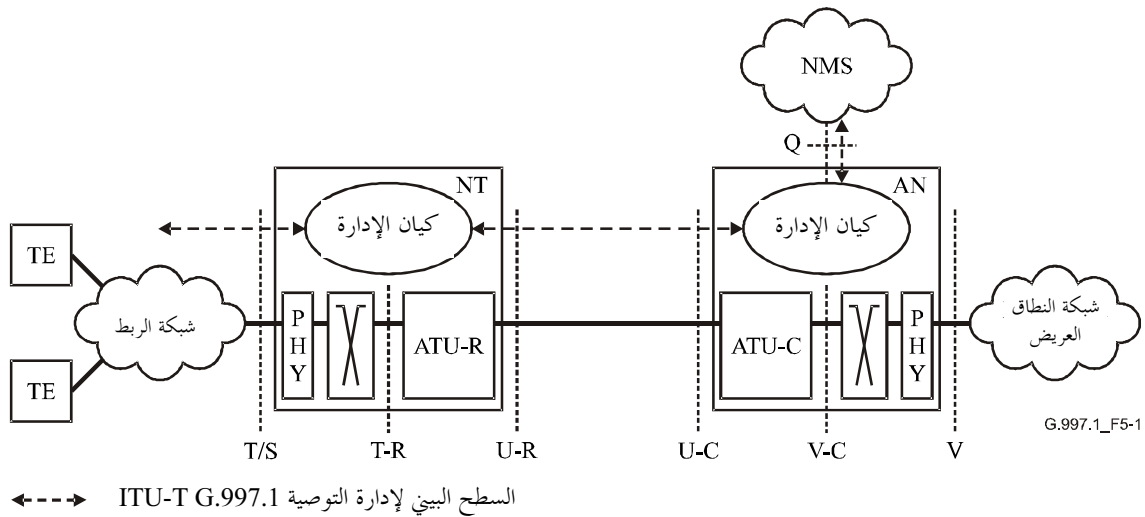 NMS
Q
NT
AN
كيان الإدارة
كيان الإدارة
TE
TE
شبكة الربط
PHY
ATU-R
ATU-C
PHY
شبكة النطاق
العريض
G.997.1_F5-1
T/S
T-R
U-R
U-C
V-C
V
السطح البيني لإدارة التوصية ITU-T G.997.1